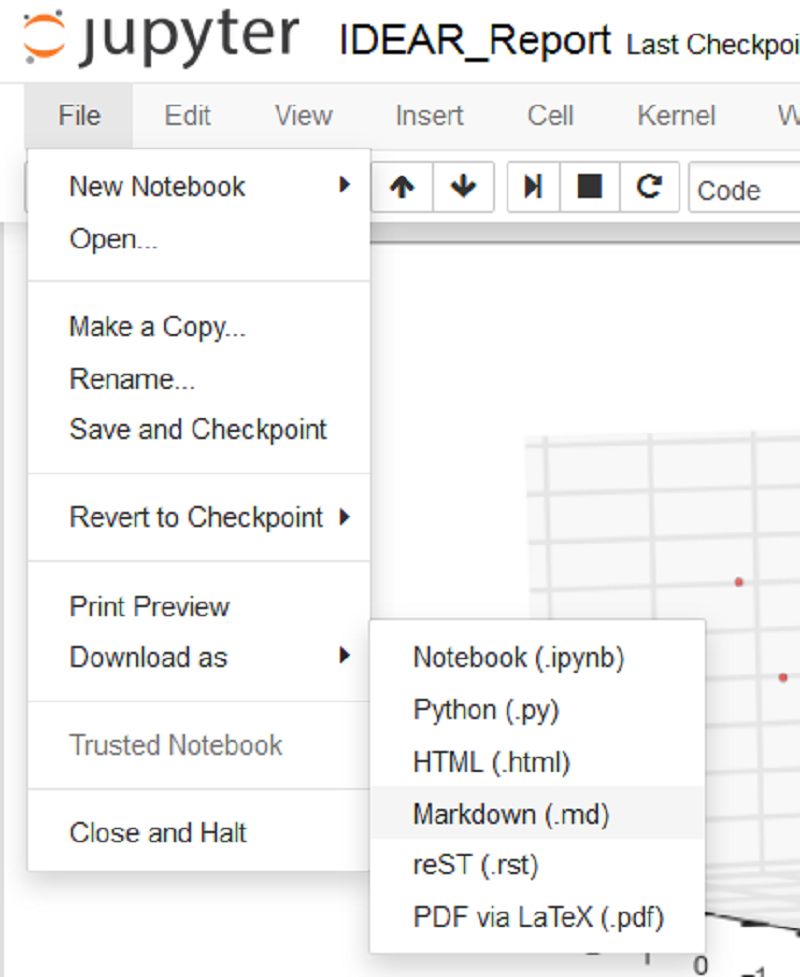 jupyter IDEAR_Report Last Checkpoi
File Edit View Insert Cell Kernel W
New Notebook
Code
Open...
Make a Copy...
Rename...
Save and Checkpoint
Revert to Checkpoint
Print Preview
Download as
Notebook (.ipynb)
Python (.py)
HTML (.html)
Trusted Notebook
Markdown (.md)
Close and Halt
reST (.rst)
PDF via LaTeX (.pdf)
0 -1